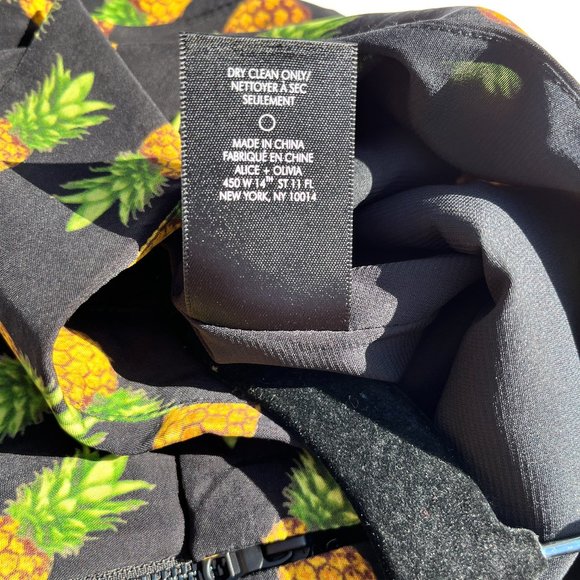 DRY CLEAN ONLY/
NETTOYER À SEC
SEULEMENT
MADE IN CHINA
FABRIQUÉ EN CHINE
ALICE + OLIVIA
450 W 14TH ST 11 FL
NEW YORK, NY 10014